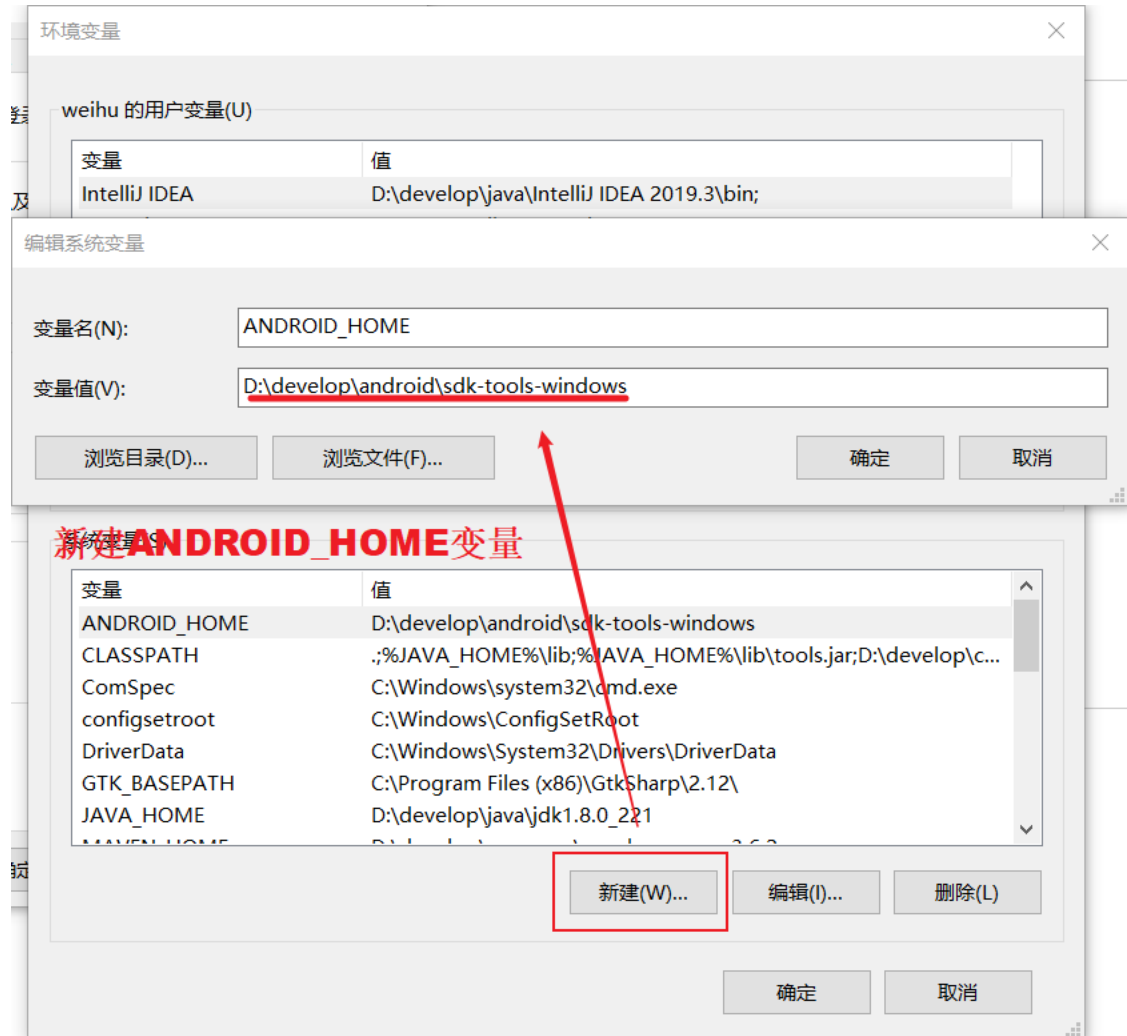 环境变量
weihu 的用户变量(U)
变量 值
IntelliJ IDEA D:\develop\java\IntelliJ IDEA 2019.3\bin;
编辑系统变量
变量名(N): ANDROID_HOME
变量值(V): D:\develop\android\sdk-tools-windows
浏览目录(D)... 浏览文件(F)... 确定 取消
系统变量(S)
新建ANDROID_HOME变量
变量 值
ANDROID_HOME D:\develop\android\sdk-tools-windows
CLASSPATH .;%JAVA_HOME%\lib;%JAVA_HOME%\lib\tools.jar;D:\develop\c...
ComSpec C:\Windows\system32\cmd.exe
configsetroot C:\Windows\ConfigSetRoot
DriverData C:\Windows\System32\Drivers\DriverData
GTK_BASEPATH C:\Program Files (x86)\GtkSharp\2.12\
JAVA_HOME D:\develop\java\jdk1.8.0_221
新建(W)... 编辑(I)... 删除(L)
确定 取消